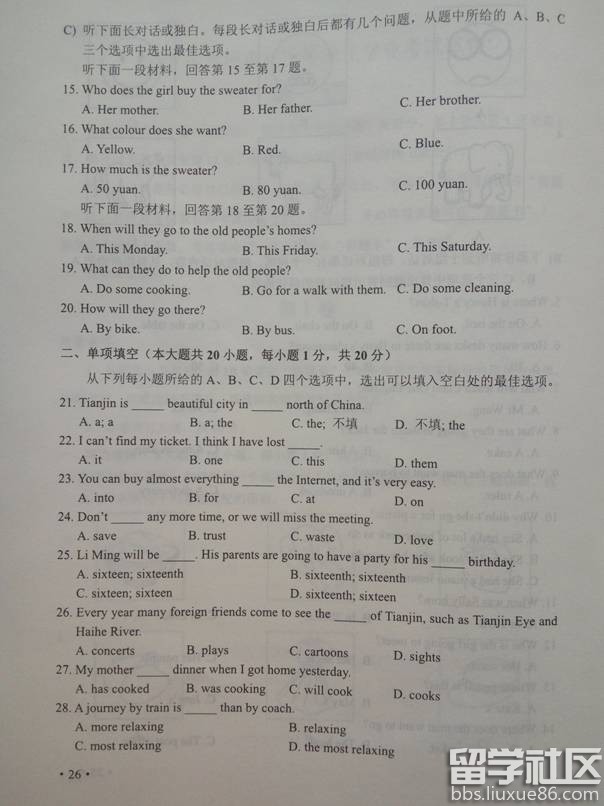 C) 听下面长对话或独白。每段长对话或独白后都有几个问题，从题中所给的 A、B、C
三个选项中选出最佳选项。
听下面一段材料，回答第 15 至第 17 题。
15. Who does the girl buy the sweater for?
A. Her mother. B. Her father. C. Her brother.
16. What colour does she want?
A. Yellow. B. Red. C. Blue.
17. How much is the sweater?
A. 50 yuan. B. 80 yuan. C. 100 yuan.
听下面一段材料，回答第 18 至第 20 题。
18. When will they go to the old people's homes?
A. This Monday. B. This Friday. C. This Saturday.
19. What can they do to help the old people?
A. Do some cooking. B. Go for a walk with them. C. Do some cleaning.
20. How will they go there?
A. By bike. B. By bus. C. On foot.
二、单项填空（本大题共 20 小题，每小题 1 分，共 20 分）
从下列每小题所给的 A、B、C、D 四个选项中，选出可以填入空白处的最佳选项。
21. Tianjin is _____ beautiful city in _____ north of China.
A. a; a B. a; the C. the; 不填 D. 不填; the
22. I can't find my ticket. I think I have lost _____.
A. it B. one C. this D. them
23. You can buy almost everything _____ the Internet, and it's very easy.
A. into B. for C. at D. on
24. Don't _____ any more time, or we will miss the meeting.
A. save B. trust C. waste D. love
25. Li Ming will be _____. His parents are going to have a party for his _____ birthday.
A. sixteen; sixteenth B. sixteenth; sixteenth
C. sixteen; sixteen D. sixteenth; sixteen
26. Every year many foreign friends come to see the _____ of Tianjin, such as Tianjin Eye and
Haihe River.
A. concerts B. plays C. cartoons D. sights
27. My mother _____ dinner when I got home yesterday.
A. has cooked B. was cooking C. will cook D. cooks
28. A journey by train is _____ than by coach.
A. more relaxing B. relaxing
C. most relaxing D. the most relaxing
· 26 ·
留学社区
bbs.liuxue86.com